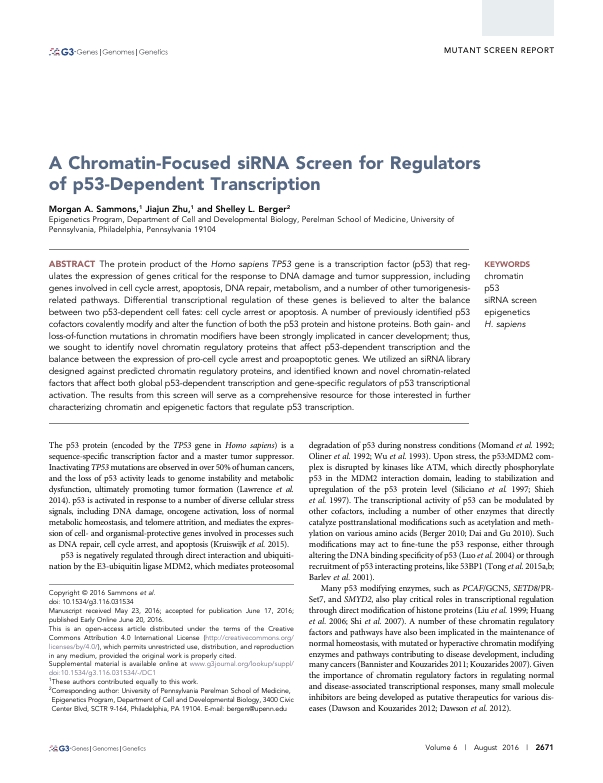 G3·Genes | Genomes | Genetics
MUTANT SCREEN REPORT
A Chromatin-Focused siRNA Screen for Regulators
of p53-Dependent Transcription
Morgan A. Sammons,1 Jiajun Zhu,1 and Shelley L. Berger2
Epigenetics Program, Department of Cell and Developmental Biology, Perelman School of Medicine, University of
Pennsylvania, Philadelphia, Pennsylvania 19104
ABSTRACT The protein product of the Homo sapiens TP53 gene is a transcription factor (p53) that reg-
ulates the expression of genes critical for the response to DNA damage and tumor suppression, including
genes involved in cell cycle arrest, apoptosis, DNA repair, metabolism, and a number of other tumorigenesis-
related pathways. Differential transcriptional regulation of these genes is believed to alter the balance
between two p53-dependent cell fates: cell cycle arrest or apoptosis. A number of previously identified p53
cofactors covalently modify and alter the function of both the p53 protein and histone proteins. Both gain- and
loss-of-function mutations in chromatin modifiers have been strongly implicated in cancer development; thus,
we sought to identify novel chromatin regulatory proteins that affect p53-dependent transcription and the
balance between the expression of pro-cell cycle arrest and proapoptotic genes. We utilized an siRNA library
designed against predicted chromatin regulatory proteins, and identified known and novel chromatin-related
factors that affect both global p53-dependent transcription and gene-specific regulators of p53 transcriptional
activation. The results from this screen will serve as a comprehensive resource for those interested in further
characterizing chromatin and epigenetic factors that regulate p53 transcription.
KEYWORDS
chromatin
p53
siRNA screen
epigenetics
H. sapiens
The p53 protein (encoded by the TP53 gene in Homo sapiens) is a
sequence-specific transcription factor and a master tumor suppressor.
Inactivating TP53 mutations are observed in over 50% of human cancers,
and the loss of p53 activity leads to genome instability and metabolic
dysfunction, ultimately promoting tumor formation (Lawrence et al.
2014). p53 is activated in response to a number of diverse cellular stress
signals, including DNA damage, oncogene activation, loss of normal
metabolic homeostasis, and telomere attrition, and mediates the expres-
sion of cell- and organismal-protective genes involved in processes such
as DNA repair, cell cycle arrest, and apoptosis (Kruiswijk et al. 2015).
p53 is negatively regulated through direct interaction and ubiquiti-
nation by the E3-ubiquitin ligase MDM2, which mediates proteosomal
Copyright © 2016 Sammons et al.
doi: 10.1534/g3.116.031534
Manuscript received May 23, 2016; accepted for publication June 17, 2016;
published Early Online June 20, 2016.
This is an open-access article distributed under the terms of the Creative
Commons Attribution 4.0 International License (http://creativecommons.org/
licenses/by/4.0/), which permits unrestricted use, distribution, and reproduction
in any medium, provided the original work is properly cited.
Supplemental material is available online at www.g3journal.org/lookup/suppl/
doi:10.1534/g3.116.031534/-/DC1
1These authors contributed equally to this work.
2Corresponding author: University of Pennsylvania Perelman School of Medicine,
Epigenetics Program, Department of Cell and Developmental Biology, 3400 Civic
Center Blvd, SCTR 9-164, Philadelphia, PA 19104. E-mail: bergers@upenn.edu
degradation of p53 during nonstress conditions (Momand et al. 1992;
Oliner et al. 1992; Wu et al. 1993). Upon stress, the p53:MDM2 com-
plex is disrupted by kinases like ATM, which directly phosphorylate
p53 in the MDM2 interaction domain, leading to stabilization and
upregulation of the p53 protein level (Siliciano et al. 1997; Shieh
et al. 1997). The transcriptional activity of p53 can be modulated by
other cofactors, including a number of other enzymes that directly
catalyze posttranslational modifications such as acetylation and meth-
ylation on various amino acids (Berger 2010; Dai and Gu 2010). Such
modifications may act to fine-tune the p53 response, either through
altering the DNA binding specificity of p53 (Luo et al. 2004) or through
recruitment of p53 interacting proteins, like 53BP1 (Tong et al. 2015a,b;
Barlev et al. 2001).
Many p53 modifying enzymes, such as PCAF/GCN5, SETD8/PR-
Set7, and SMYD2, also play critical roles in transcriptional regulation
through direct modification of histone proteins (Liu et al. 1999; Huang
et al. 2006; Shi et al. 2007). A number of these chromatin regulatory
factors and pathways have also been implicated in the maintenance of
normal homeostasis, with mutated or hyperactive chromatin modifying
enzymes and pathways contributing to disease development, including
many cancers (Bannister and Kouzarides 2011; Kouzarides 2007). Given
the importance of chromatin regulatory factors in regulating normal
and disease-associated transcriptional responses, many small molecule
inhibitors are being developed as putative therapeutics for various dis-
eases (Dawson and Kouzarides 2012; Dawson et al. 2012).
G3·Genes | Genomes | Genetics
Volume 6 | August 2016 | 2671